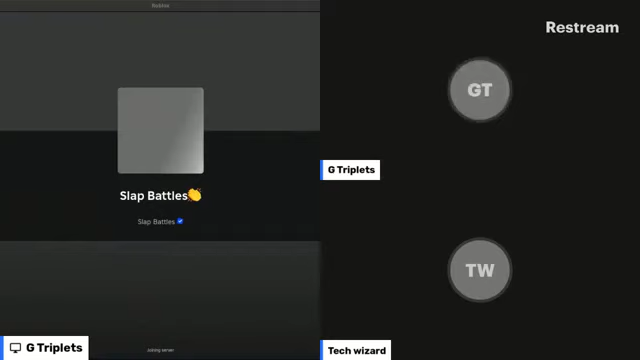 Roblox
Slap Battles👏
Slap Battles
Joining server
G Triplets
Restream
GT
G Triplets
TW
Tech wizard